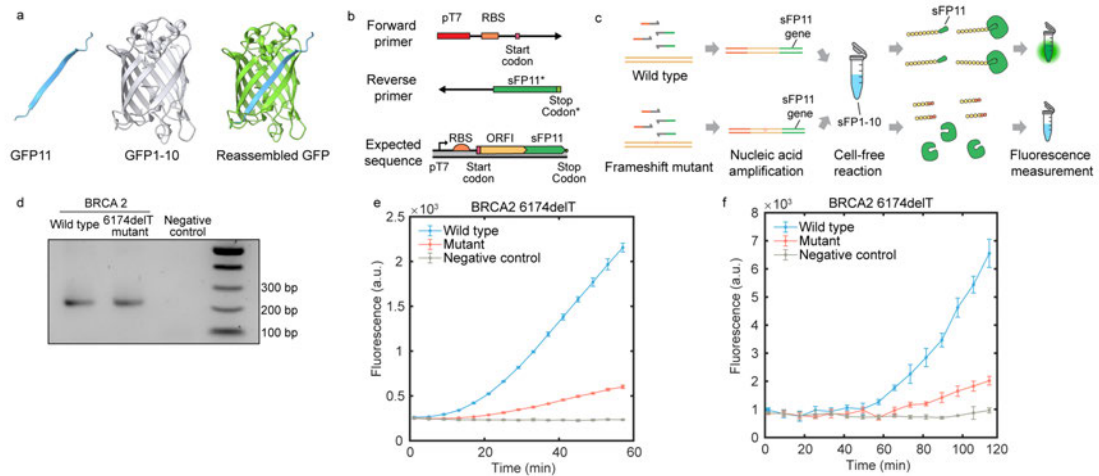 a
GFP11
GFP1-10
Reassembled GFP
b
Forward
primer
pT7
RBS
Start
codon
Reverse
primer
sFP11*
Stop
Codon*
Expected
sequence
RBS
ORFI
sFP11
pT7
Start
codon
Stop
Codon
c
Wild type
Frameshift mutant
sFP11
gene
sFP11
gene
Nucleic acid
amplification
sFP1-10
Cell-free
reaction
sFP11
Fluorescence
measurement
d
BRCA 2
Wild type
6174delT
mutant
Negative
control
300 bp
200 bp
100 bp
e
BRCA2 6174delT
×10³
Wild type
Mutant
Negative control
2.5
2
1.5
1
0.5
0
Fluorescence (a.u.)
0 20 40 60
Time (min)
f
BRCA2 6174delT
×10³
Wild type
Mutant
Negative control
8
7
6
5
4
3
2
1
0
Fluorescence (a.u.)
0 20 40 60 80 100 120
Time (min)